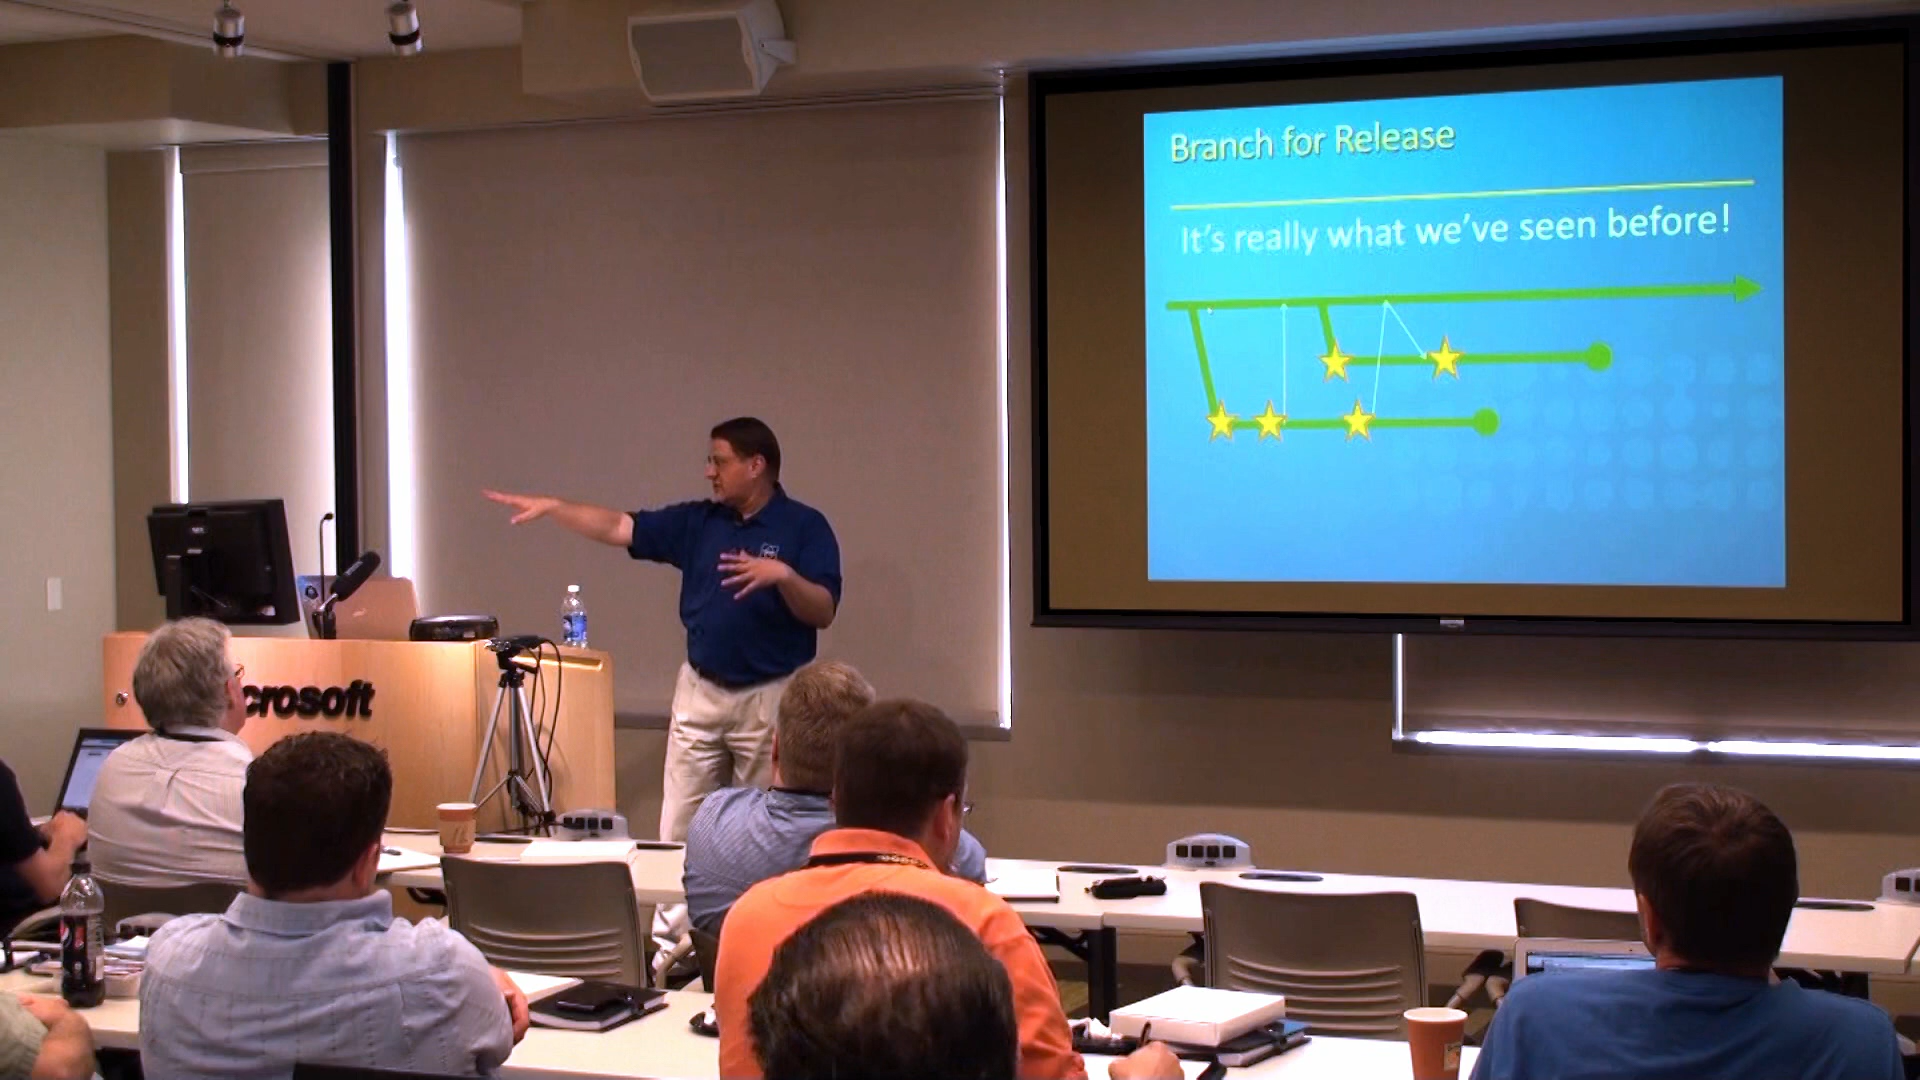 Branch for Release
It's really what we've seen before!
crosoft